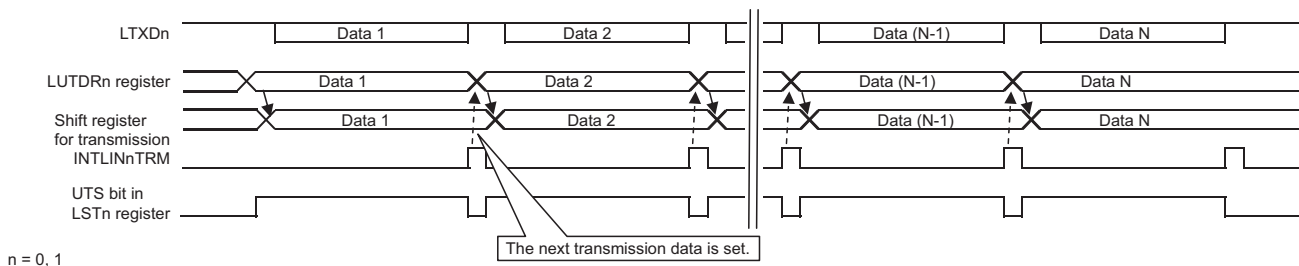 LTXDn
Data 1
Data 2
Data (N-1)
Data N
LUTDRn register
Data 1
Data 2
Data (N-1)
Data N
Shift register
for transmission
Data 1
Data 2
Data (N-1)
Data N
INTLINnTRM
UTS bit in
LSTn register
The next transmission data is set.
n = 0, 1